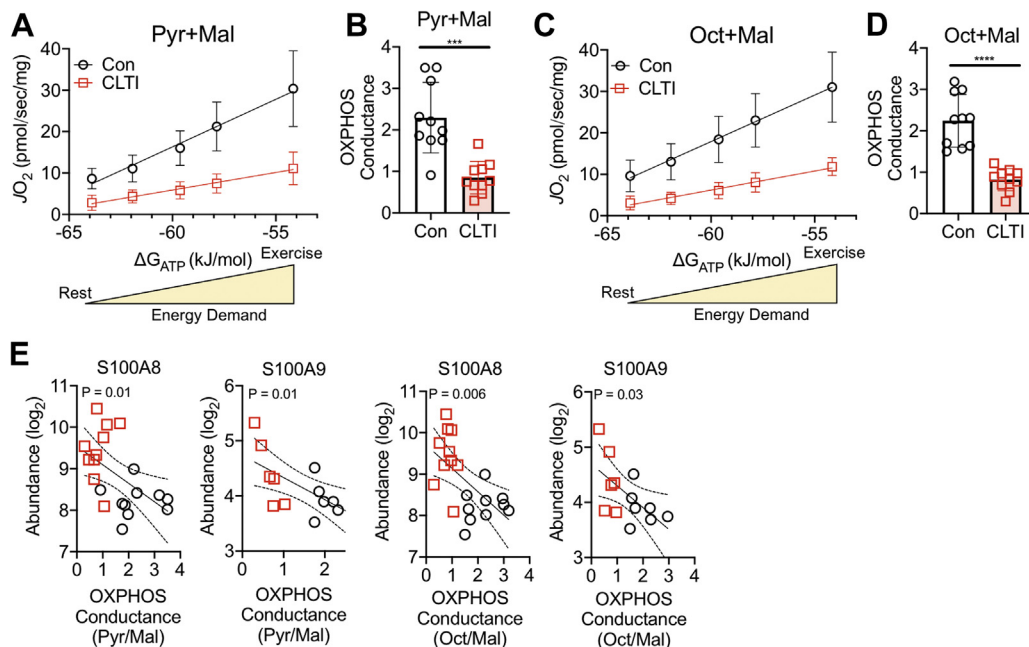 A
Pyr+Mal
JO₂ (pmol/sec/mg)
40
30
20
10
0
Con
CLTI
-65
-60
-55
ΔG_ATP (kJ/mol)
Rest
Exercise
Energy Demand
B
Pyr+Mal
***
OXPHOS
Conductance
4
3
2
1
0
Con
CLTI
C
Oct+Mal
JO₂ (pmol/sec/mg)
40
30
20
10
0
Con
CLTI
-65
-60
-55
ΔG_ATP (kJ/mol)
Rest
Exercise
Energy Demand
D
Oct+Mal
****
OXPHOS
Conductance
4
3
2
1
0
Con
CLTI
E
S100A8
P = 0.01
Abundance (log₂)
11
10
9
8
7
0 1 2 3 4
OXPHOS
Conductance
(Pyr/Mal)
S100A9
P = 0.01
Abundance (log₂)
6
5
4
3
0 1 2
OXPHOS
Conductance
(Pyr/Mal)
S100A8
P = 0.006
Abundance (log₂)
11
10
9
8
7
0 1 2 3 4
OXPHOS
Conductance
(Oct/Mal)
S100A9
P = 0.03
Abundance (log₂)
6
5
4
3
0 1 2 3 4
OXPHOS
Conductance
(Oct/Mal)